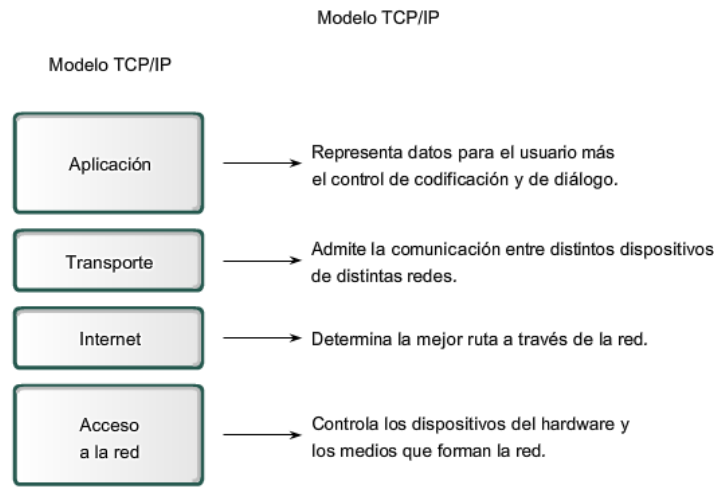 Modelo TCP/IP
Modelo TCP/IP
Aplicación
Representa datos para el usuario más
el control de codificación y de diálogo.
Transporte
Admite la comunicación entre distintos dispositivos
de distintas redes.
Internet
Determina la mejor ruta a través de la red.
Acceso
a la red
Controla los dispositivos del hardware y
los medios que forman la red.